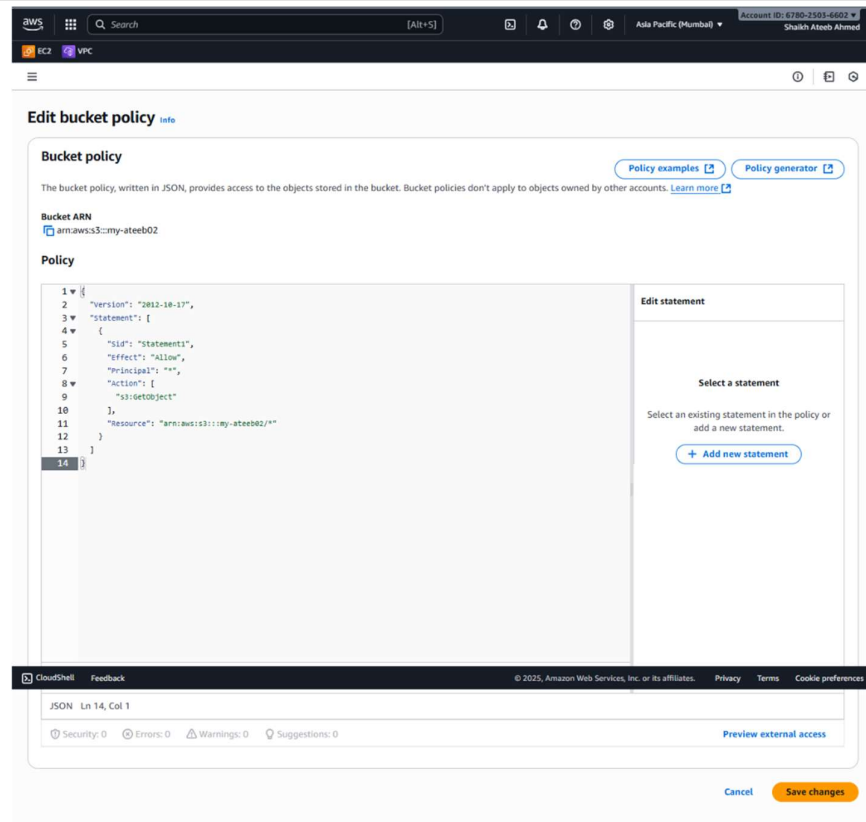 aws
Search [Alt+S]
Asia Pacific (Mumbai)
Account ID: 6780-2503-6602
Shaikh Ateeb Ahmed
EC2 VPC
Edit bucket policy Info
Bucket policy
Policy examples
Policy generator
The bucket policy, written in JSON, provides access to the objects stored in the bucket. Bucket policies don't apply to objects owned by other accounts. Learn more
Bucket ARN
arn:aws:s3:::my-ateeb02
Policy
1 {
2 "Version": "2012-10-17",
3 "Statement": [
4 {
5 "Sid": "Statement1",
6 "Effect": "Allow",
7 "Principal": "*",
8 "Action": [
9 "s3:GetObject"
10 ],
11 "Resource": "arn:aws:s3:::my-ateeb02/*"
12 }
13 ]
14 }
Edit statement
Select a statement
Select an existing statement in the policy or
add a new statement.
+ Add new statement
CloudShell Feedback
© 2025, Amazon Web Services, Inc. or its affiliates. Privacy Terms Cookie preferences
JSON Ln 14, Col 1
Security: 0 Errors: 0 Warnings: 0 Suggestions: 0
Preview external access
Cancel Save changes